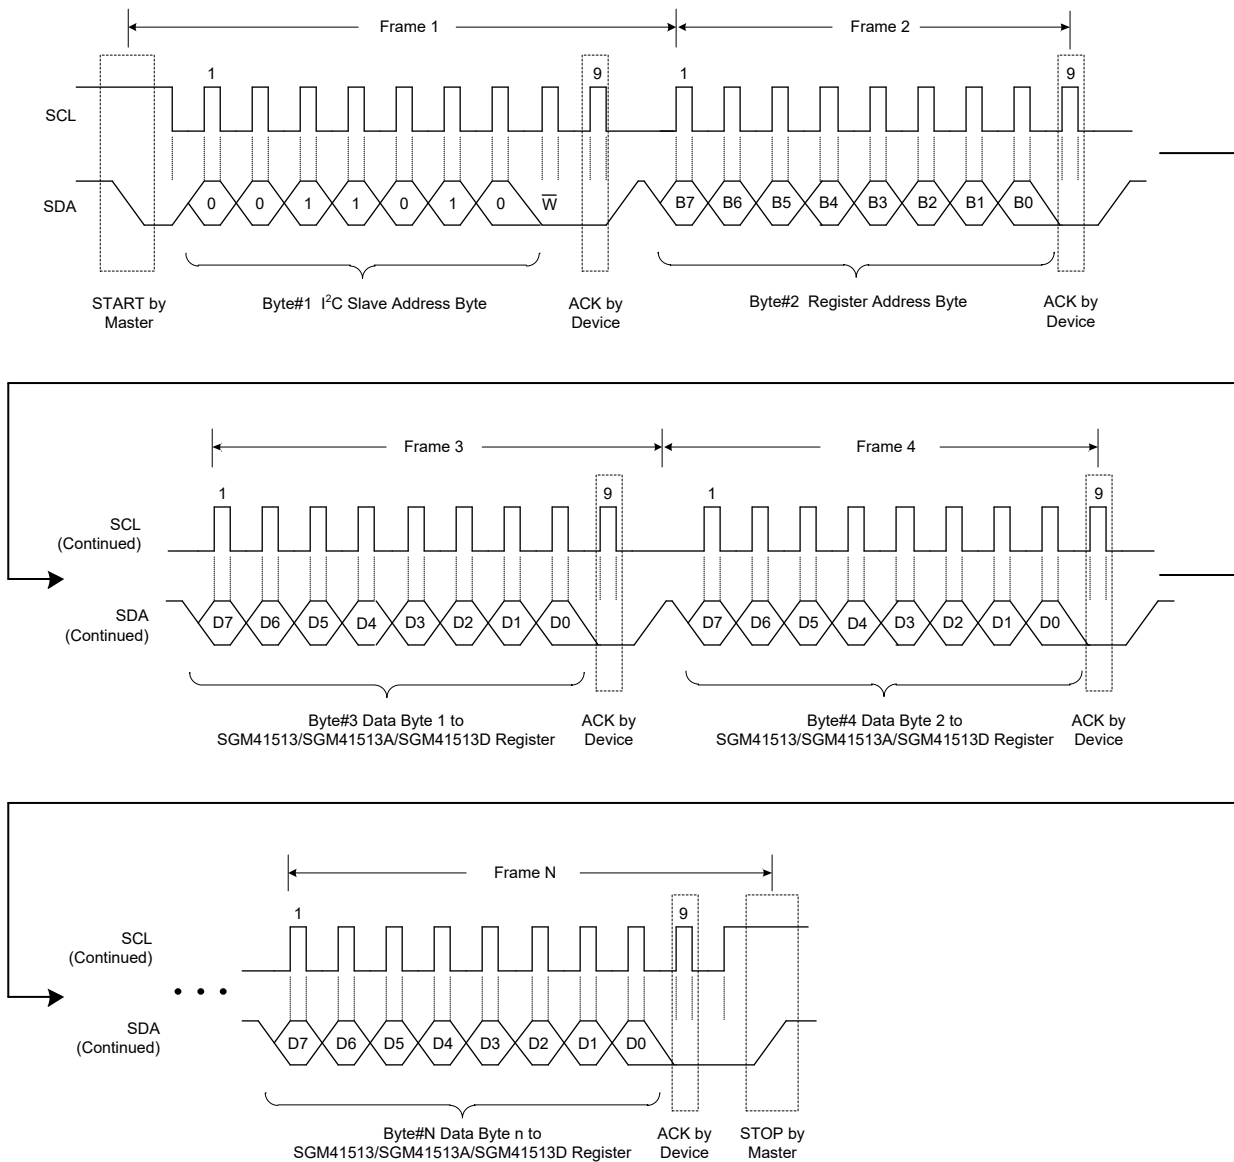 Frame 1 Frame 2
1 9 1 9
SCL
SDA 0 0 1 1 0 1 0 W̅ B7 B6 B5 B4 B3 B2 B1 B0
START by
Master
Byte#1 I²C Slave Address Byte
ACK by
Device
Byte#2 Register Address Byte
ACK by
Device
Frame 3 Frame 4
1 9 1 9
SCL
(Continued)
SDA
(Continued)
D7 D6 D5 D4 D3 D2 D1 D0 D7 D6 D5 D4 D3 D2 D1 D0
Byte#3 Data Byte 1 to
SGM41513/SGM41513A/SGM41513D Register
ACK by
Device
Byte#4 Data Byte 2 to
SGM41513/SGM41513A/SGM41513D Register
ACK by
Device
Frame N
1 9
SCL
(Continued)
• • •
SDA
(Continued)
D7 D6 D5 D4 D3 D2 D1 D0
Byte#N Data Byte n to
SGM41513/SGM41513A/SGM41513D Register
ACK by
Device
STOP by
Master